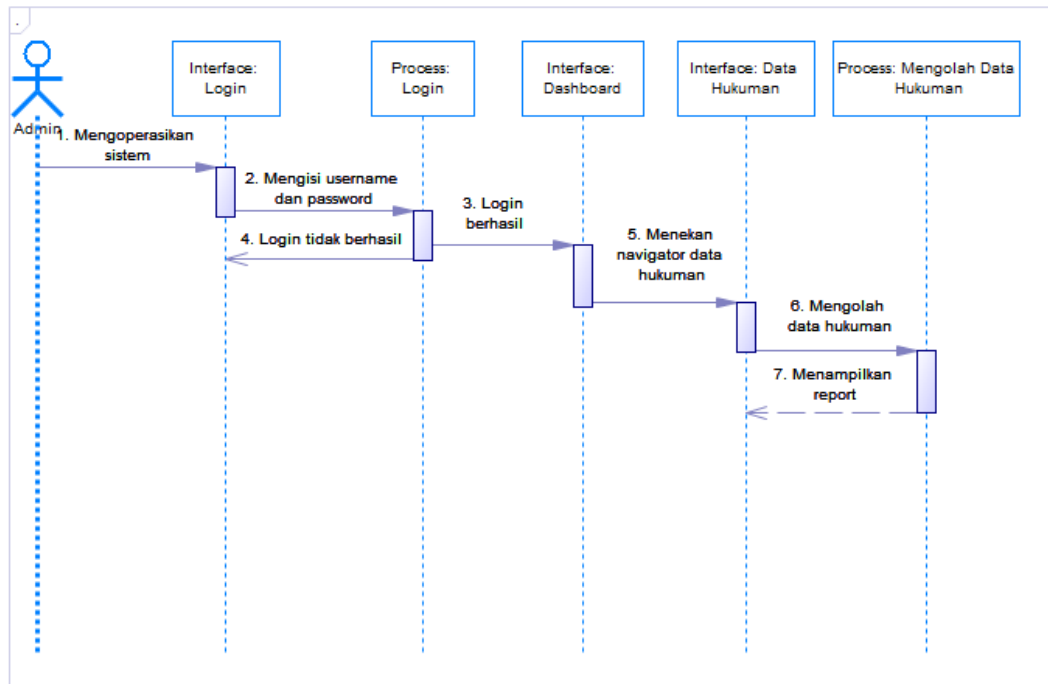 .
Interface:
Login
Process:
Login
Interface:
Dashboard
Interface: Data
Hukuman
Process: Mengolah Data
Hukuman
Admin
1. Mengoperasikan
sistem
2. Mengisi username
dan password
3. Login
berhasil
4. Login tidak berhasil
5. Menekan
navigator data
hukuman
6. Mengolah
data hukuman
7. Menampilkan
report